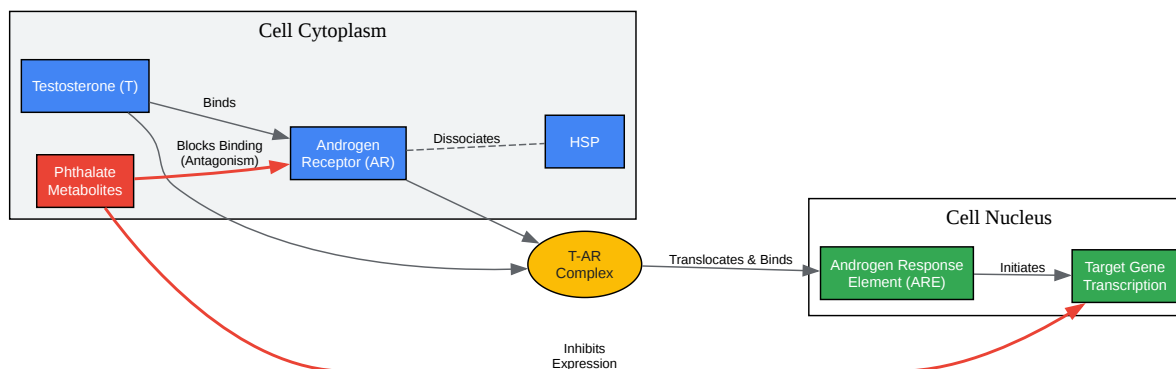 Cell Cytoplasm
Testosterone (T)
Binds
Blocks Binding
(Antagonism)
Androgen
Receptor (AR)
Dissociates
HSP
Phthalate
Metabolites
T-AR
Complex
Translocates & Binds
Cell Nucleus
Androgen Response
Element (ARE)
Initiates
Target Gene
Transcription
Inhibits
Expression